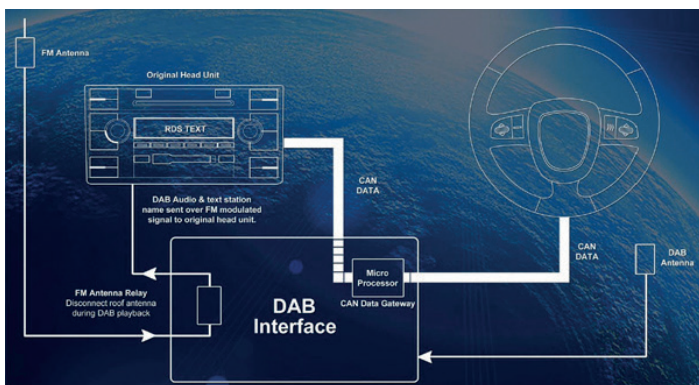 FM Antenna
Original Head Unit
RDS TEXT
DAB Audio & text station
name sent over FM modulated
signal to original head unit.
CAN
DATA
CAN
DATA
DAB
Antenna
FM Antenna Relay
Disconnect roof antenna
during DAB playback
DAB
Interface
Micro
Processor
CAN Data Gateway